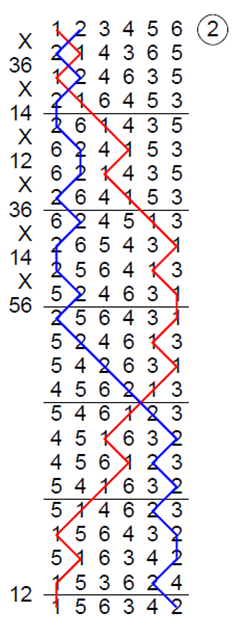 1 2 3 4 5 6 2
X
2 1 4 3 6 5
36
1 2 4 6 3 5
X
2 1 6 4 5 3
14
2 6 1 4 3 5
X
6 2 4 1 5 3
12
6 2 1 4 3 5
X
2 6 4 1 5 3
36
6 2 4 5 1 3
X
2 6 5 4 3 1
14
2 5 6 4 1 3
X
5 2 4 6 3 1
56
2 5 6 4 3 1
5 2 4 6 1 3
5 4 2 6 3 1
4 5 6 2 1 3
5 4 6 1 2 3
4 5 1 6 3 2
4 5 6 1 2 3
5 4 1 6 3 2
5 1 4 6 2 3
1 5 6 4 3 2
5 1 6 3 4 2
1 5 3 6 2 4
12
1 5 6 3 4 2